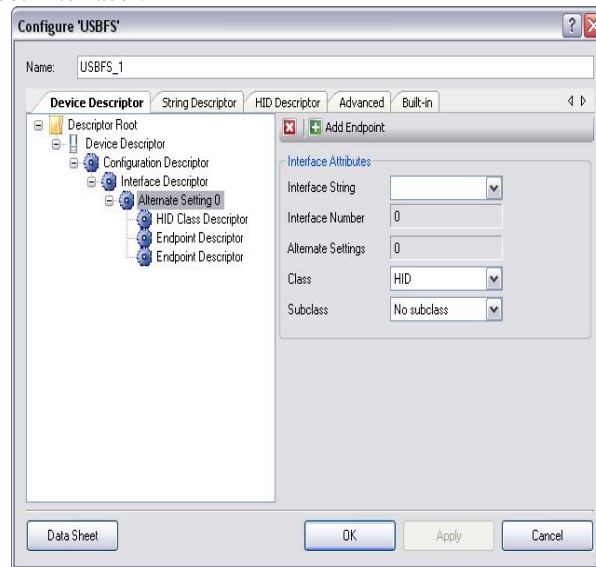 Configure 'USBFS'
Name: USBFS_1
Device Descriptor String Descriptor HID Descriptor Advanced Built-in
Descriptor Root
Device Descriptor
Configuration Descriptor
Interface Descriptor
Alternate Setting 0
HID Class Descriptor
Endpoint Descriptor
Endpoint Descriptor
Add Endpoint
Interface Attributes
Interface String
Interface Number 0
Alternate Settings 0
Class HID
Subclass No subclass
Data Sheet OK Apply Cancel